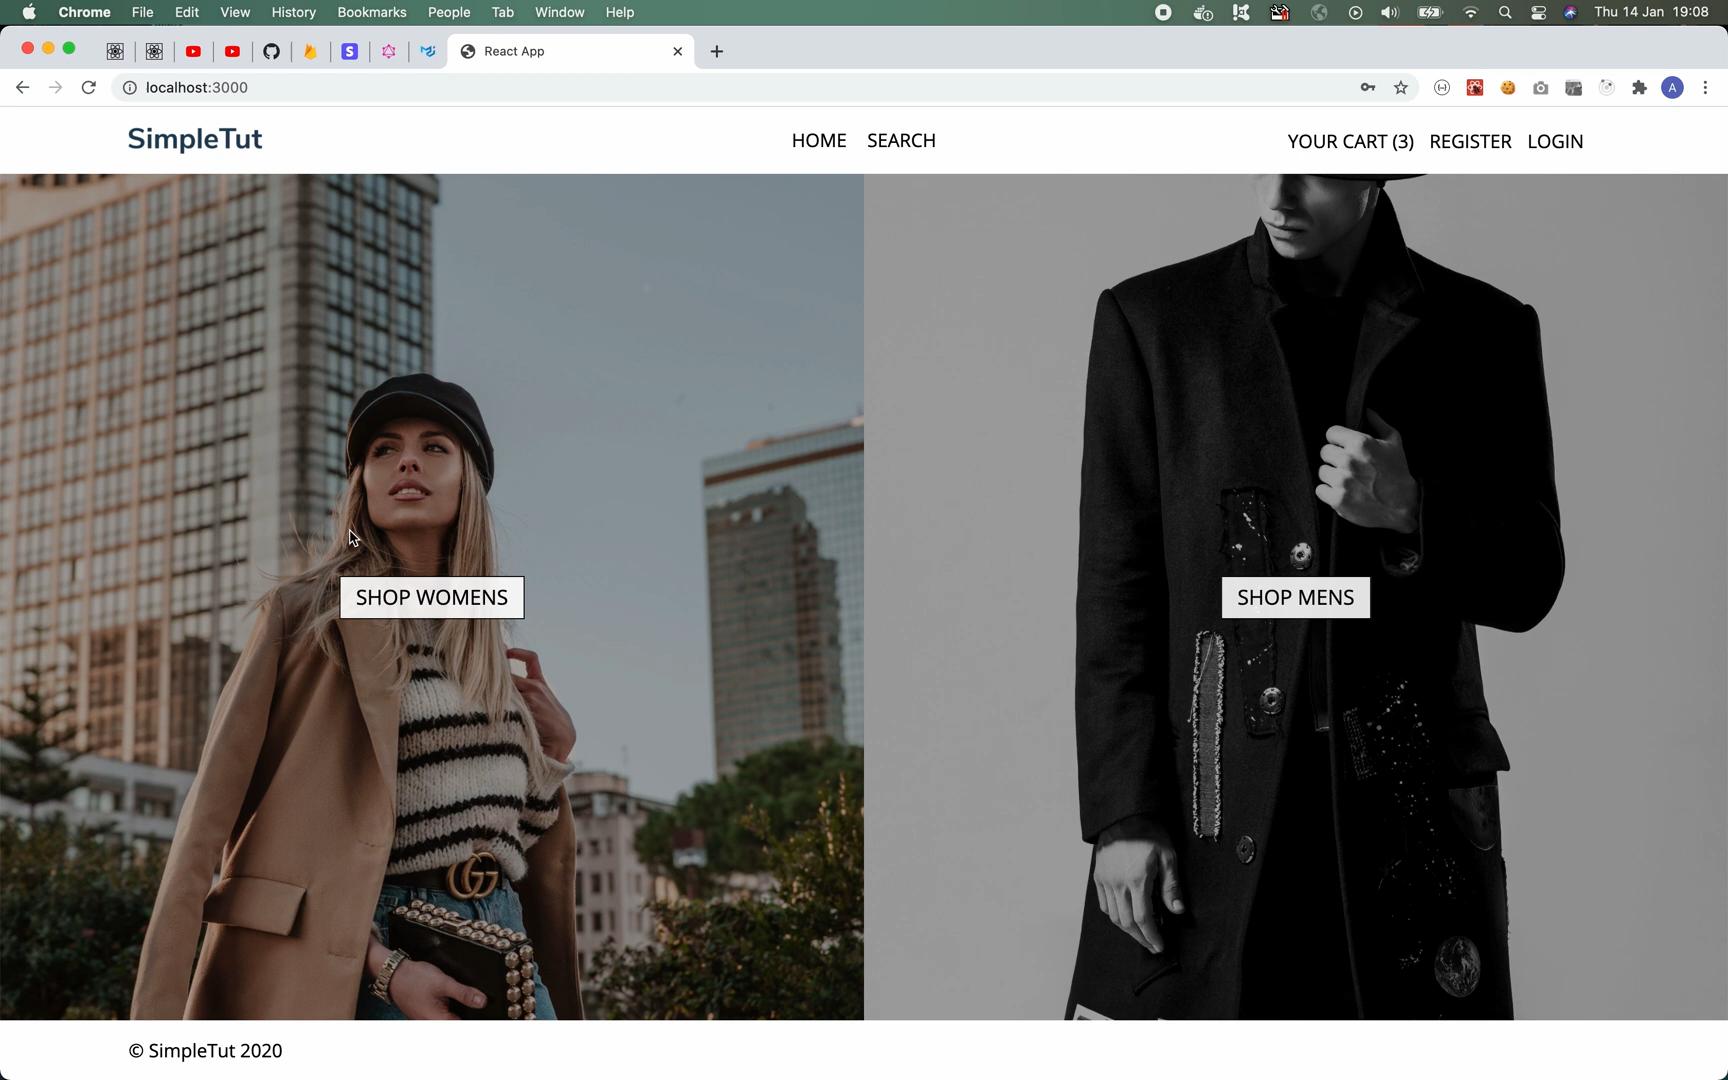 Chrome File Edit View History Bookmarks People Tab Window Help Thu 14 Jan 19:08
React App
localhost:3000 A
SimpleTut HOME SEARCH YOUR CART (3) REGISTER LOGIN
SHOP WOMENS SHOP MENS
© SimpleTut 2020